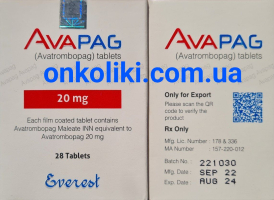 AVAPAG
(Avatrombopag) tablets
20 mg
Each film coated tablet contains
Avatrombopag Maleate INN equivalent to
Avatrombopag 20 mg
28 Tablets
Everest
AVAPAG
(Avatrombopag) tablets
onkoliki.com.ua
Only for Export
Please scan the QR
code to verify the
product
Rx Only
Mfg. Lic. Number : 179 & 336
MA Number : 157-220-012
Batch No. : 221030
Mfg. Date : SEP 22
Exp. Date : AUG 24